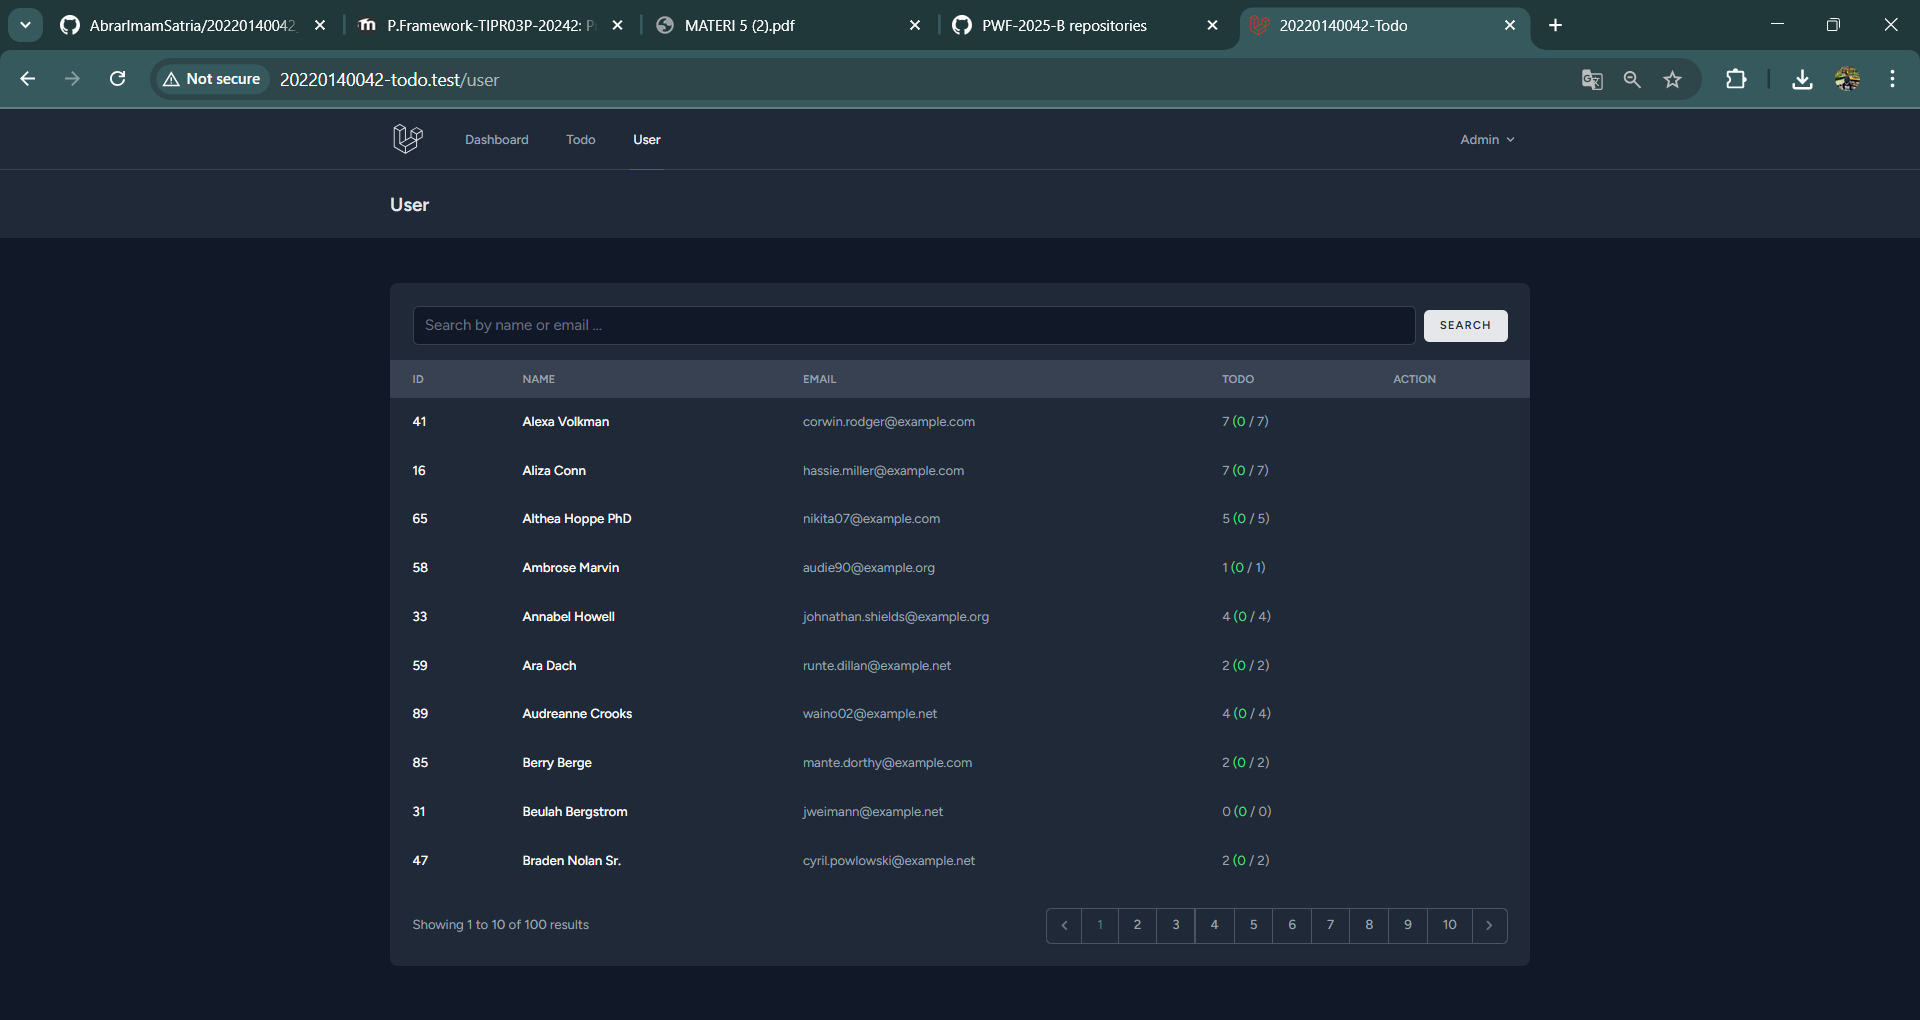 AbrarImamSatria/20220140042_
P.Framework-TIPR03P-20242: P
MATERI 5 (2).pdf
PWF-2025-B repositories
20220140042-Todo
Not secure
20220140042-todo.test/user
Dashboard
Todo
User
Admin
User
Search by name or email ...
SEARCH
ID NAME EMAIL TODO ACTION
41 Alexa Volkman corwin.rodger@example.com 7 (0 / 7)
16 Aliza Conn hassie.miller@example.com 7 (0 / 7)
65 Althea Hoppe PhD nikita07@example.com 5 (0 / 5)
58 Ambrose Marvin audie90@example.org 1 (0 / 1)
33 Annabel Howell johnathan.shields@example.org 4 (0 / 4)
59 Ara Dach runte.dillan@example.net 2 (0 / 2)
89 Audreanne Crooks waino02@example.net 4 (0 / 4)
85 Berry Berge mante.dorthy@example.com 2 (0 / 2)
31 Beulah Bergstrom jweimann@example.net 0 (0 / 0)
47 Braden Nolan Sr. cyril.powlowski@example.net 2 (0 / 2)
Showing 1 to 10 of 100 results
1 2 3 4 5 6 7 8 9 10